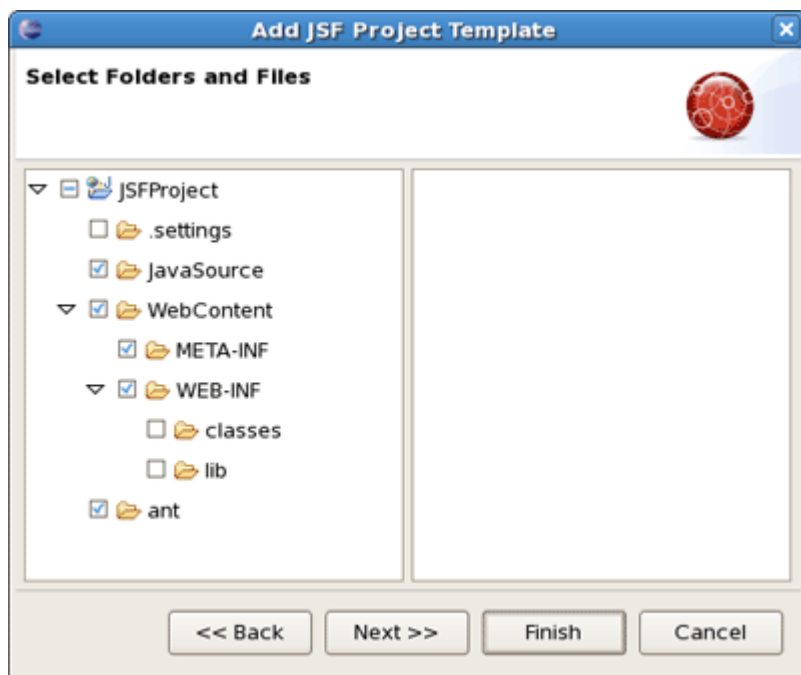 Add JSF Project Template
Select Folders and Files
JSFProject
.settings
JavaSource
WebContent
META-INF
WEB-INF
classes
lib
ant
<< Back
Next >>
Finish
Cancel